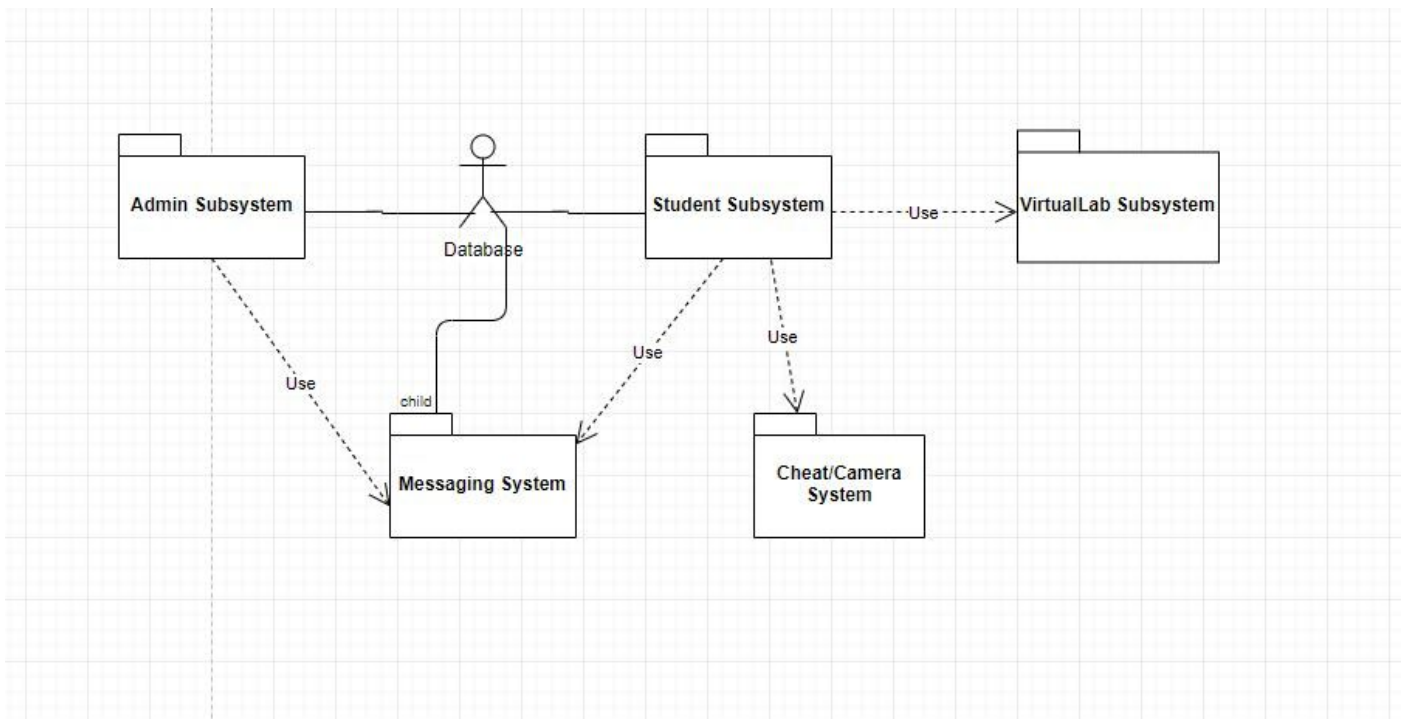 Admin Subsystem
Student Subsystem
VirtualLab Subsystem
Use
Database
Use
Use
Use
child
Messaging System
Cheat/Camera
System